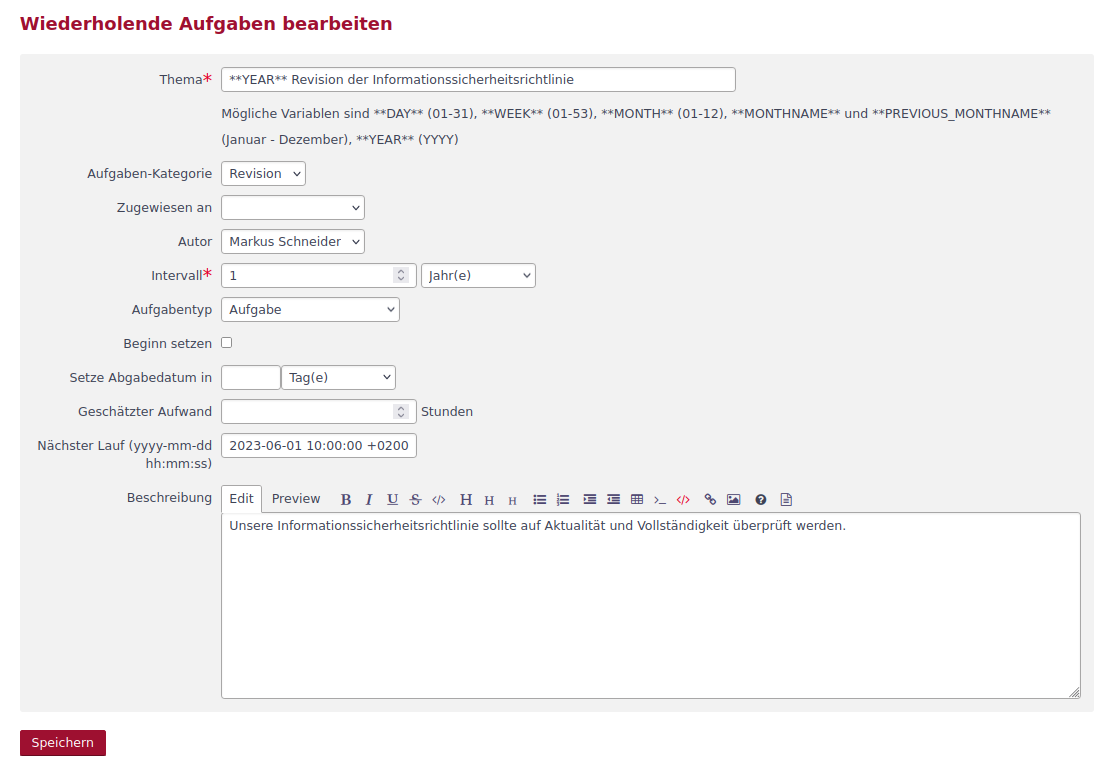 Wiederholende Aufgaben bearbeiten
Thema* **YEAR** Revision der Informationssicherheitsrichtlinie
Mögliche Variablen sind **DAY** (01-31), **WEEK** (01-53), **MONTH** (01-12), **MONTHNAME** und **PREVIOUS_MONTHNAME**
(Januar - Dezember), **YEAR** (YYYY)
Aufgaben-Kategorie Revision
Zugewiesen an
Autor Markus Schneider
Intervall* 1 Jahr(e)
Aufgabentyp Aufgabe
Beginn setzen
Setze Abgabedatum in Tag(e)
Geschätzter Aufwand Stunden
Nächster Lauf (yyyy-mm-dd 2023-06-01 10:00:00 +0200
hh:mm:ss)
Beschreibung Edit Preview B I U S </> H H H >_ </> ?
Unsere Informationssicherheitsrichtlinie sollte auf Aktualität und Vollständigkeit überprüft werden.
Speichern